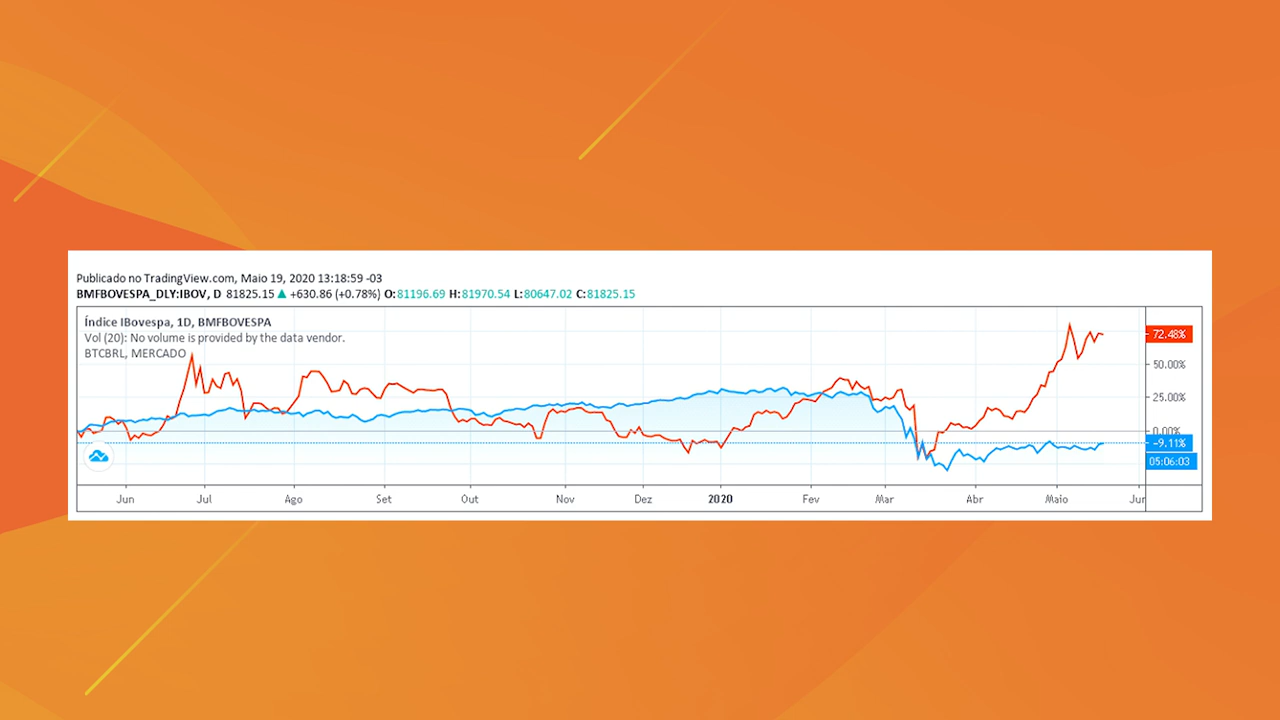 Publicado no TradingView.com, Maio 19, 2020 13:18:59 -03
BMFBOVESPA_DLY:IBOV, D 81825.15 ▲ +630.86 (+0.78%) O:81196.69 H:81970.54 L:80647.02 C:81825.15
Índice IBovespa, 1D, BMFBOVESPA
Vol (20): No volume is provided by the data vendor.
BTCBRL, MERCADO
72.48%
50.00%
25.00%
0.00%
-9.11%
05:06:03
Jun Jul Ago Set Out Nov Dez 2020 Fev Mar Abr Maio Jun